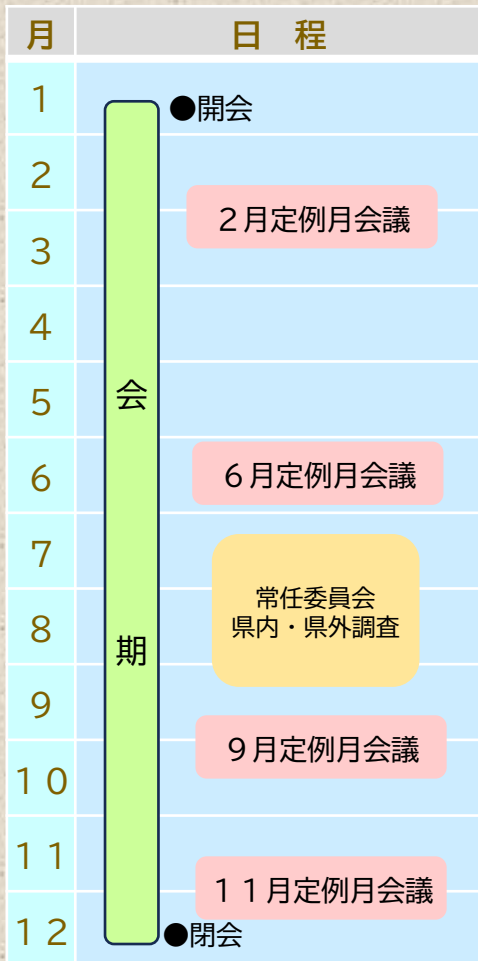 月 日 程
1
●開会
2
２月定例月会議
3
4
会
5
6
６月定例月会議
7
常任委員会
県内・県外調査
8
期
9
９月定例月会議
１０
１１
１１月定例月会議
１２
●閉会